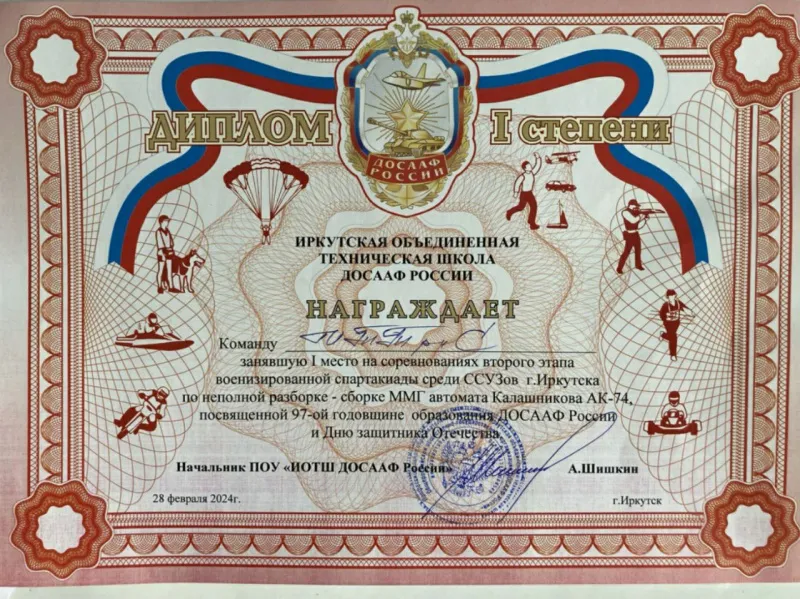 ДИПЛОМ I степени
ДОСААФ
РОССИИ
ИРКУТСКАЯ ОБЪЕДИНЕННАЯ
ТЕХНИЧЕСКАЯ ШКОЛА
ДОСААФ РОССИИ
НАГРАЖДАЕТ
Команду
занявшую I место на соревнованиях второго этапа
военизированной спартакиады среди ССУЗов г.Иркутска
по неполной разборке - сборке ММГ автомата Калашникова АК-74,
посвященной 97-ой годовщине образования ДОСААФ России
и Дню защитника Отечества.
Начальник ПОУ «ИОТШ ДОСААФ России» А.Шишкин
28 февраля 2024г. г.Иркутск